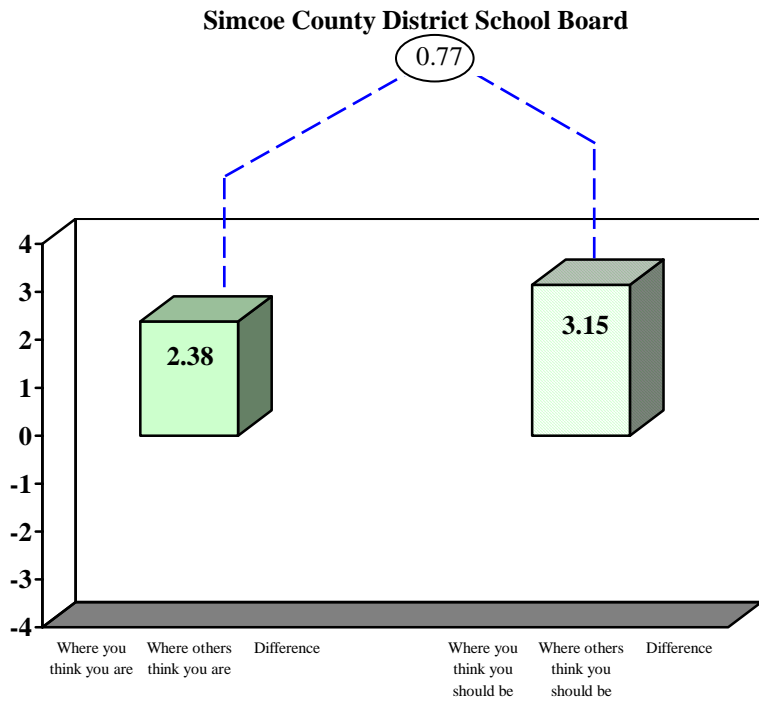 Simcoe County District School Board
0.77
4
3
2
1
0
-1
-2
-3
-4
2.38
3.15
Where you
think you are
Where others
think you are
Difference
Where you
think you
should be
Where others
think you
should be
Difference